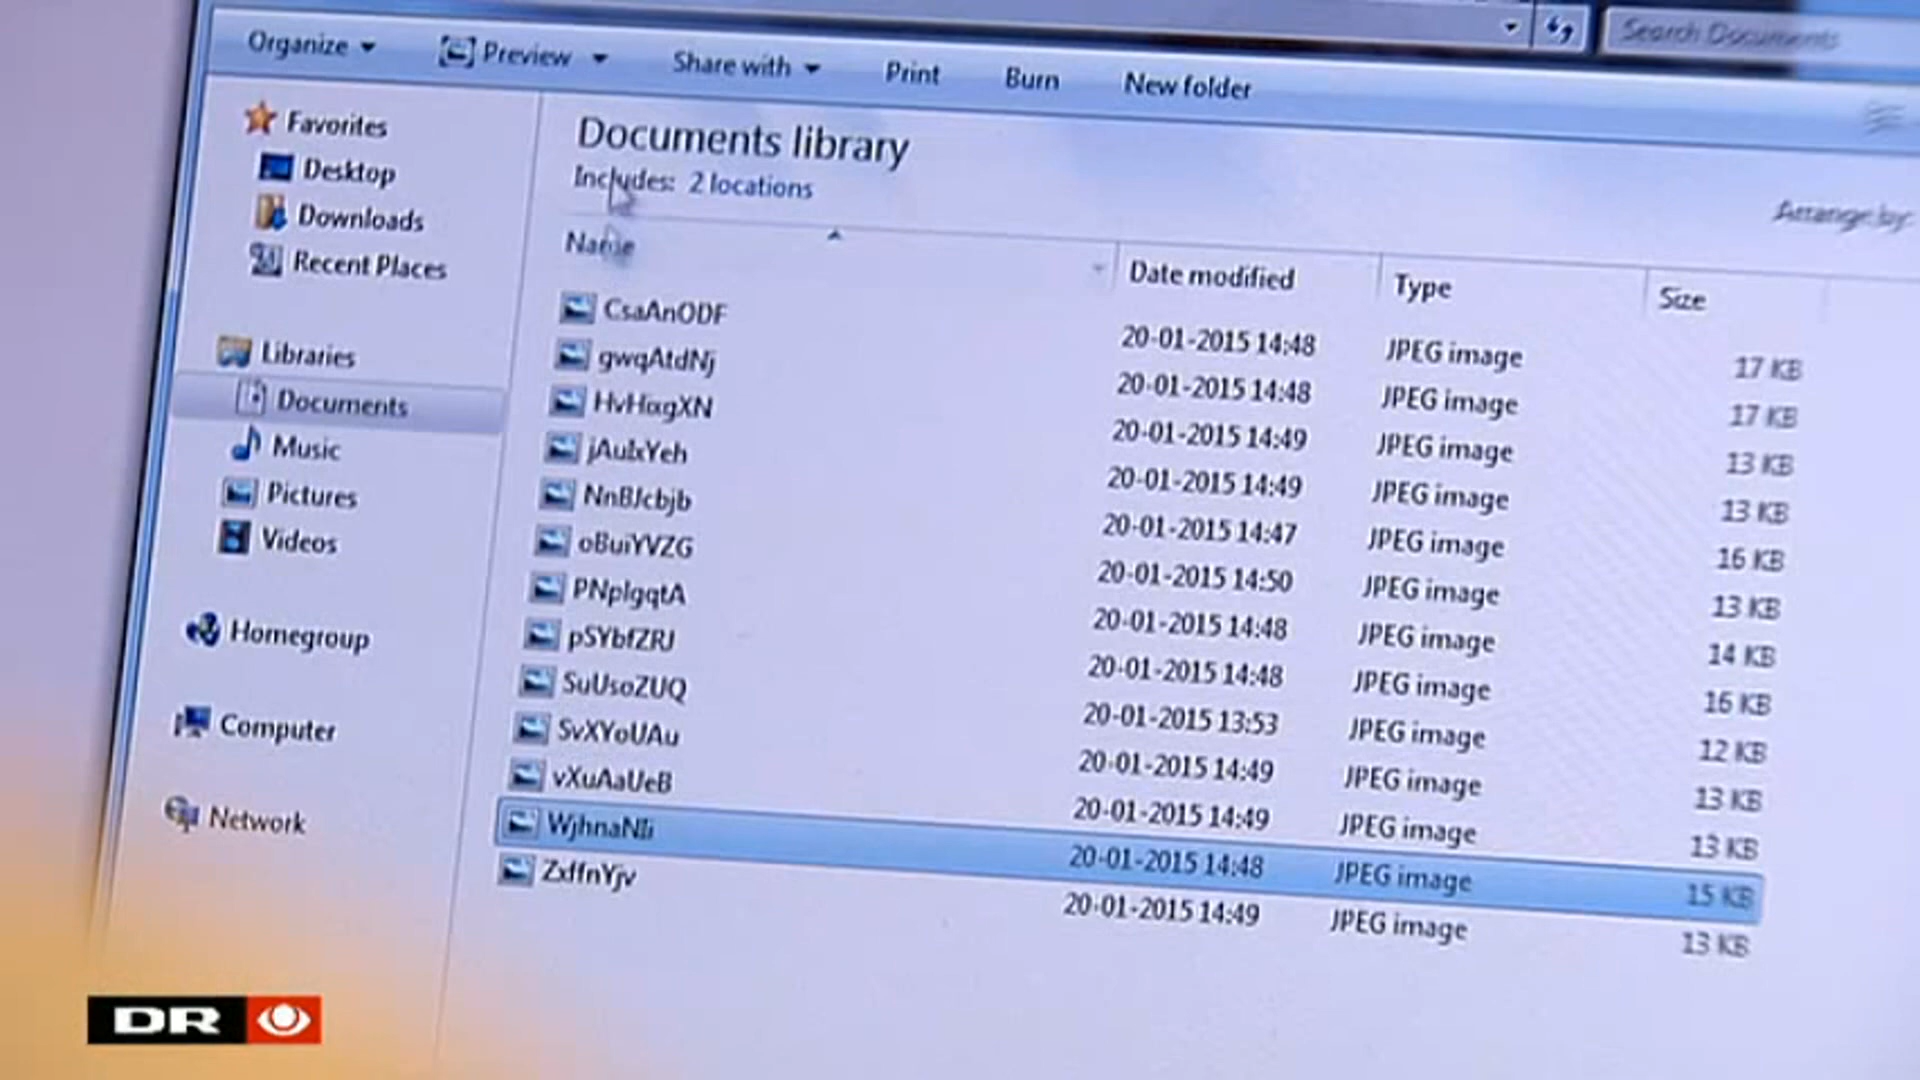 Search Documents
Organize Preview Share with Print Burn New folder
Favorites
Desktop
Downloads
Recent Places
Libraries
Documents
Music
Pictures
Videos
Homegroup
Computer
Network
Documents library
Includes: 2 locations
Arrange by:
Name Date modified Type Size
CsaAnODF 20-01-2015 14:48 JPEG image 17 KB
gwqAtdNj 20-01-2015 14:48 JPEG image 17 KB
20-01-2015 14:49 JPEG image 13 KB
20-01-2015 14:49 JPEG image 13 KB
NnBJcbjb 20-01-2015 14:47 JPEG image 16 KB
oBuiYVZG 20-01-2015 14:50 JPEG image 13 KB
PNplgqtA 20-01-2015 14:48 JPEG image 14 KB
pSYbfZRJ 20-01-2015 14:48 JPEG image 16 KB
SuUsoZUQ 20-01-2015 13:53 JPEG image 12 KB
SvXYoUAu 20-01-2015 14:49 JPEG image 13 KB
vXuAaUeB 20-01-2015 14:49 JPEG image 13 KB
20-01-2015 14:48 JPEG image 15 KB
20-01-2015 14:49 JPEG image 13 KB
DR